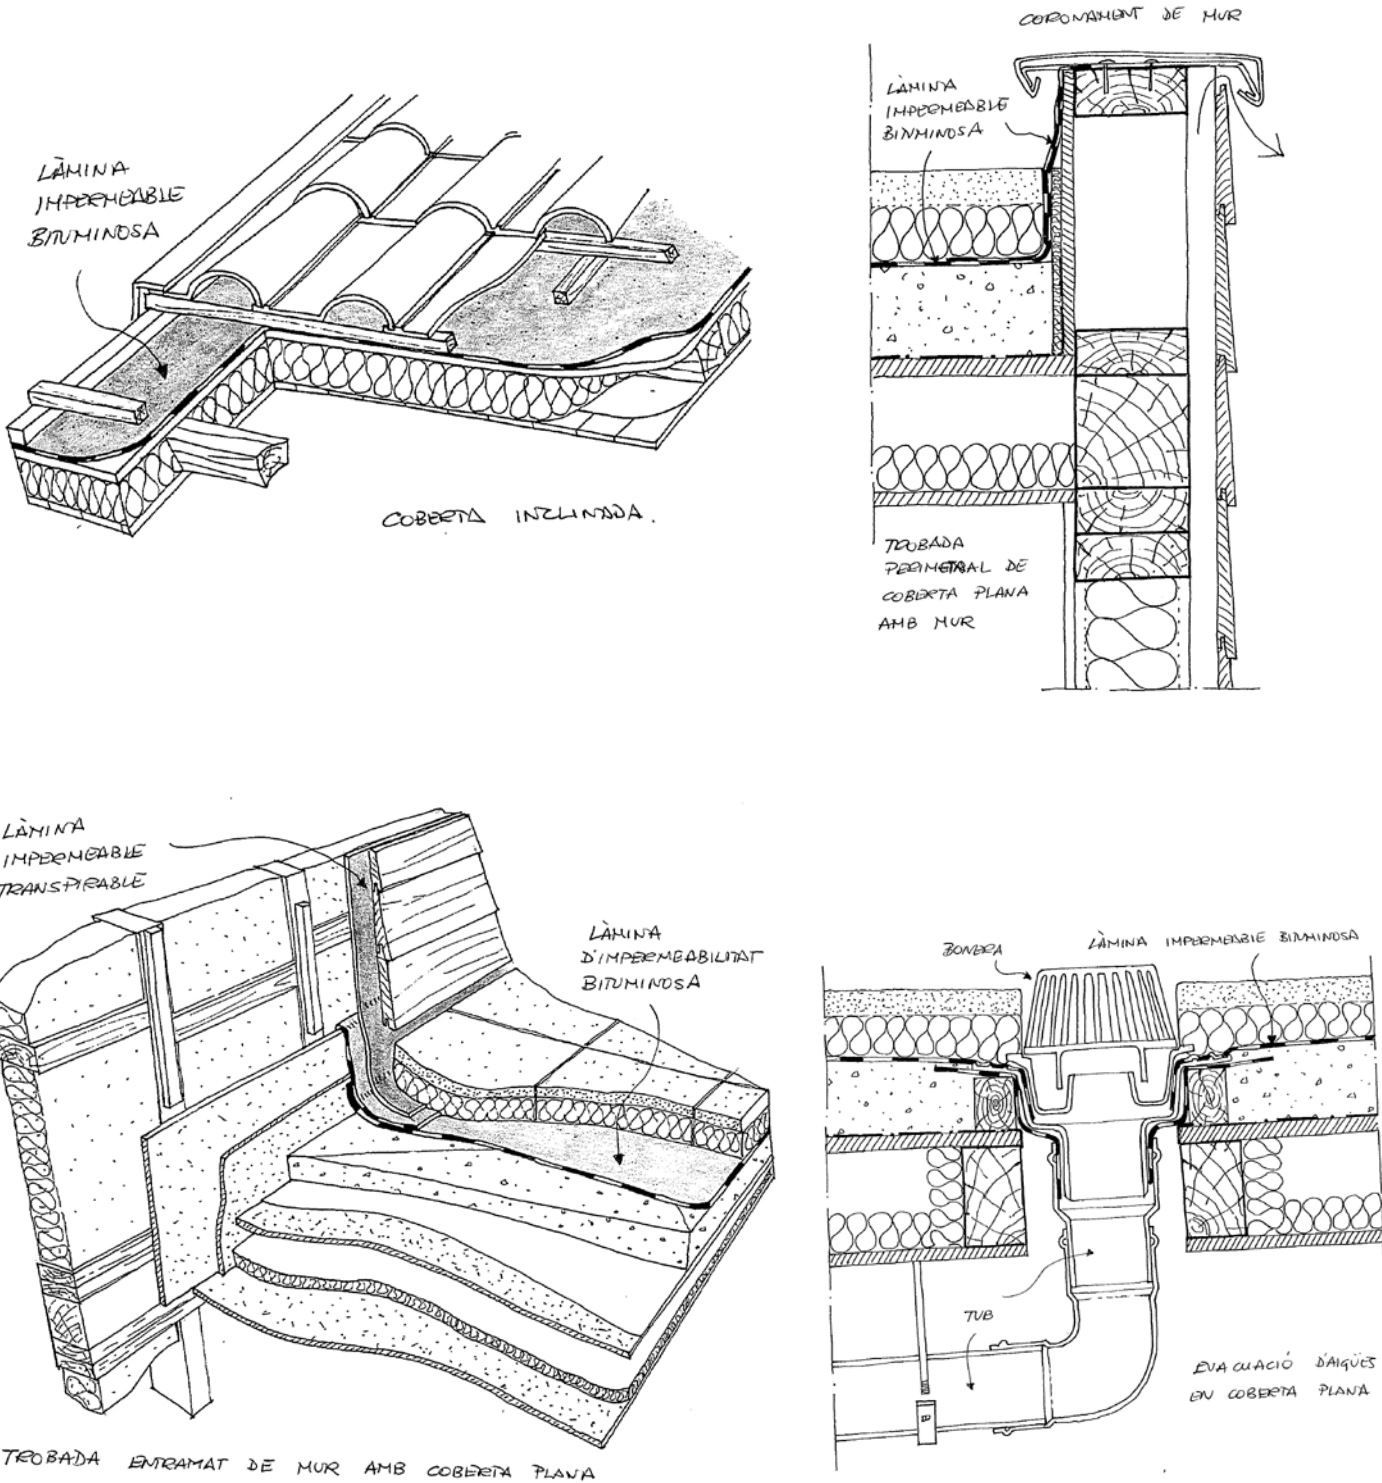 LÀMINA
IMPERMEABLE
BITUMINOSA
COBERTA INCLINADA.
CORONAMENT DE MUR
LÀMINA
IMPERMEABLE
BITUMINOSA
TROBADA
PERIMETRAL DE
COBERTA PLANA
AMB MUR
LÀMINA
IMPERMEABLE
TRANSPIRABLE
LÀMINA
D'IMPERMEABILITAT
BITUMINOSA
TROBADA ENTRAMAT DE MUR AMB COBERTA PLANA
BONERA
LÀMINA IMPERMEABLE BITUMINOSA
TUB
EVACUACIÓ D'AIGÜES
EN COBERTA PLANA